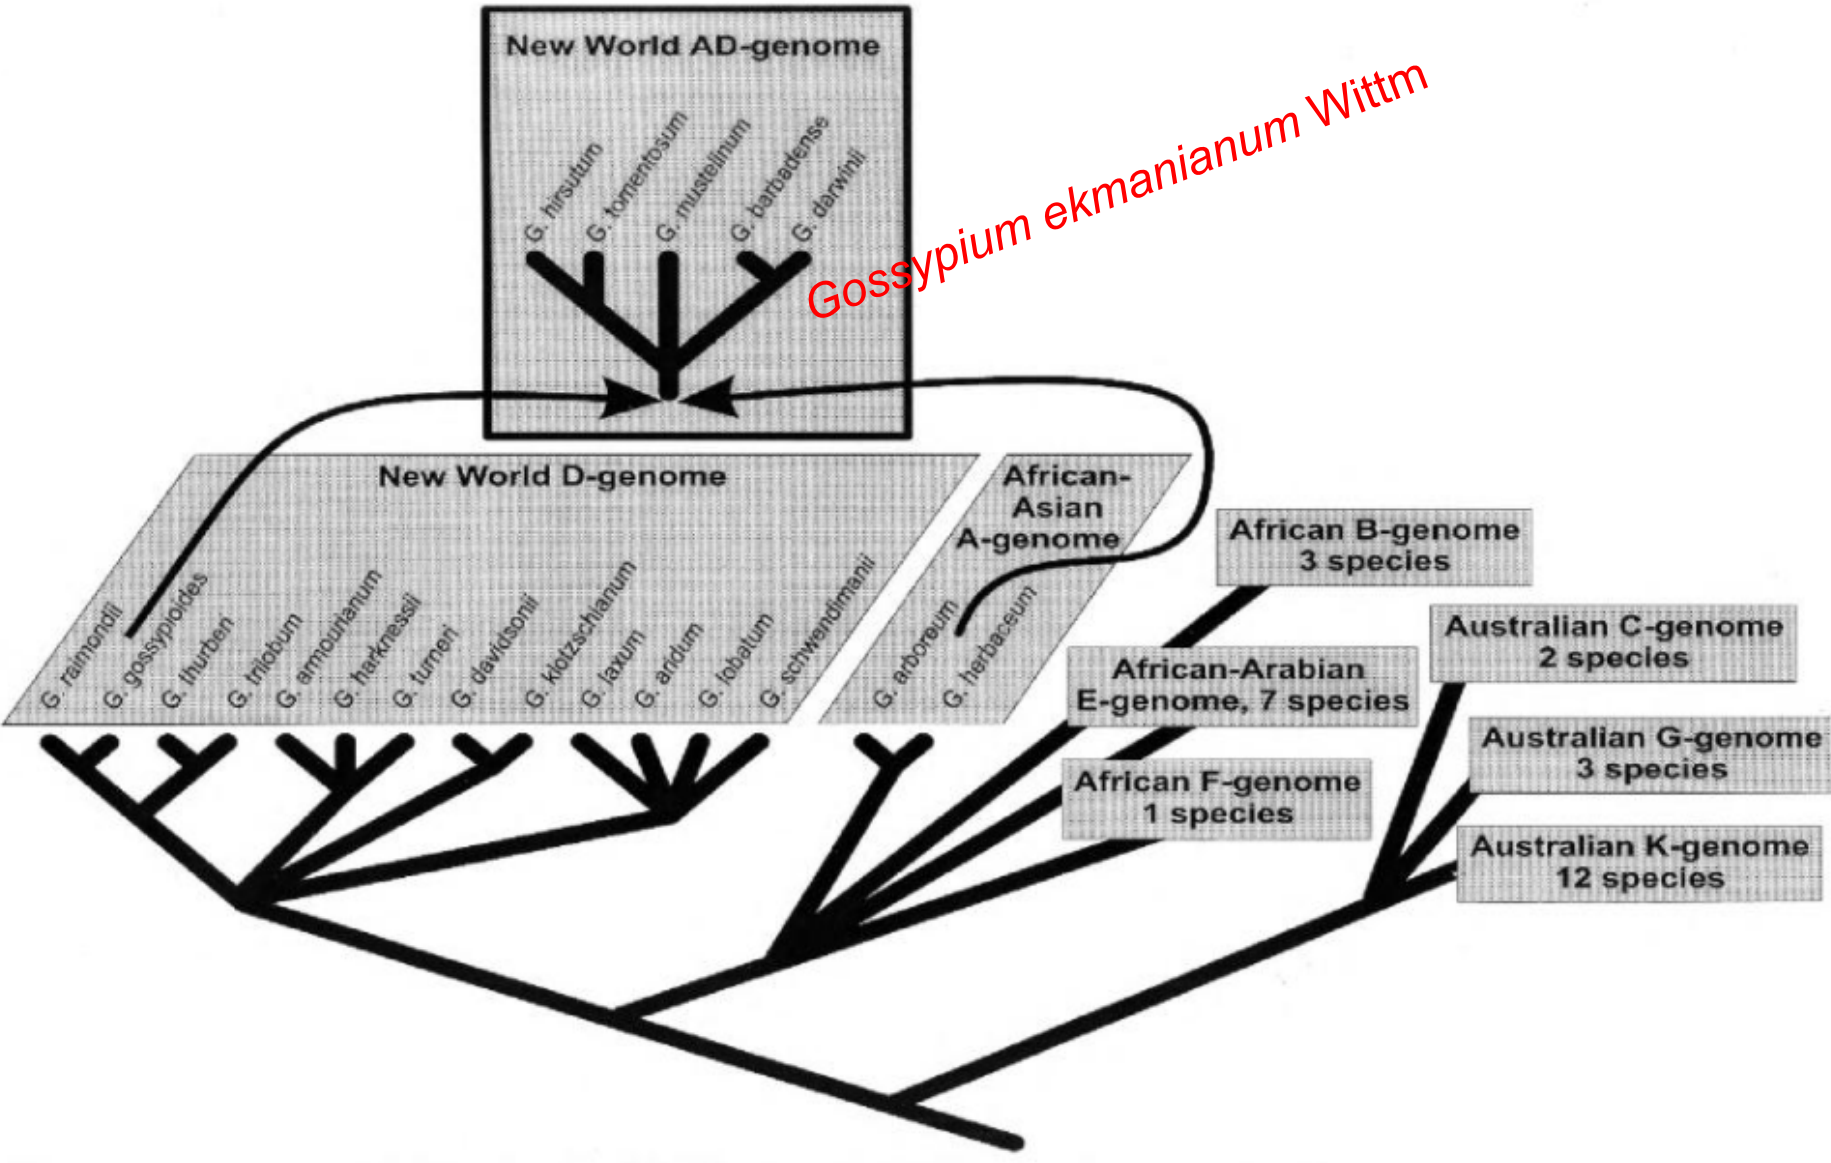 New World AD-genome
G. hirsutum
G. tomentosum
G. mustelinum
G. barbadense
G. darwinii
Gossypium ekmanianum Wittm
New World D-genome
G. raimondii
G. gossypioides
G. thurberi
G. trilobum
G. armourianum
G. harknessii
G. turneri
G. davidsonii
G. klotzschianum
G. laxum
G. aridum
G. lobatum
G. schwendimanii
African-
Asian
A-genome
G. arboreum
G. herbaceum
African B-genome
3 species
African-Arabian
E-genome, 7 species
African F-genome
1 species
Australian C-genome
2 species
Australian G-genome
3 species
Australian K-genome
12 species